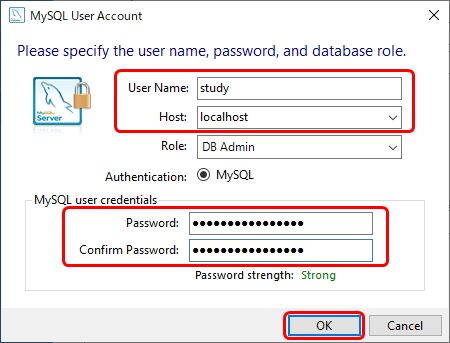 MySQL User Account
Please specify the user name, password, and database role.
MySQL
Server
User Name: study
Host: localhost
Role: DB Admin
Authentication: MySQL
MySQL user credentials
Password: ●●●●●●●●●●●●●●●●
Confirm Password: ●●●●●●●●●●●●●●●●
Password strength: Strong
OK Cancel